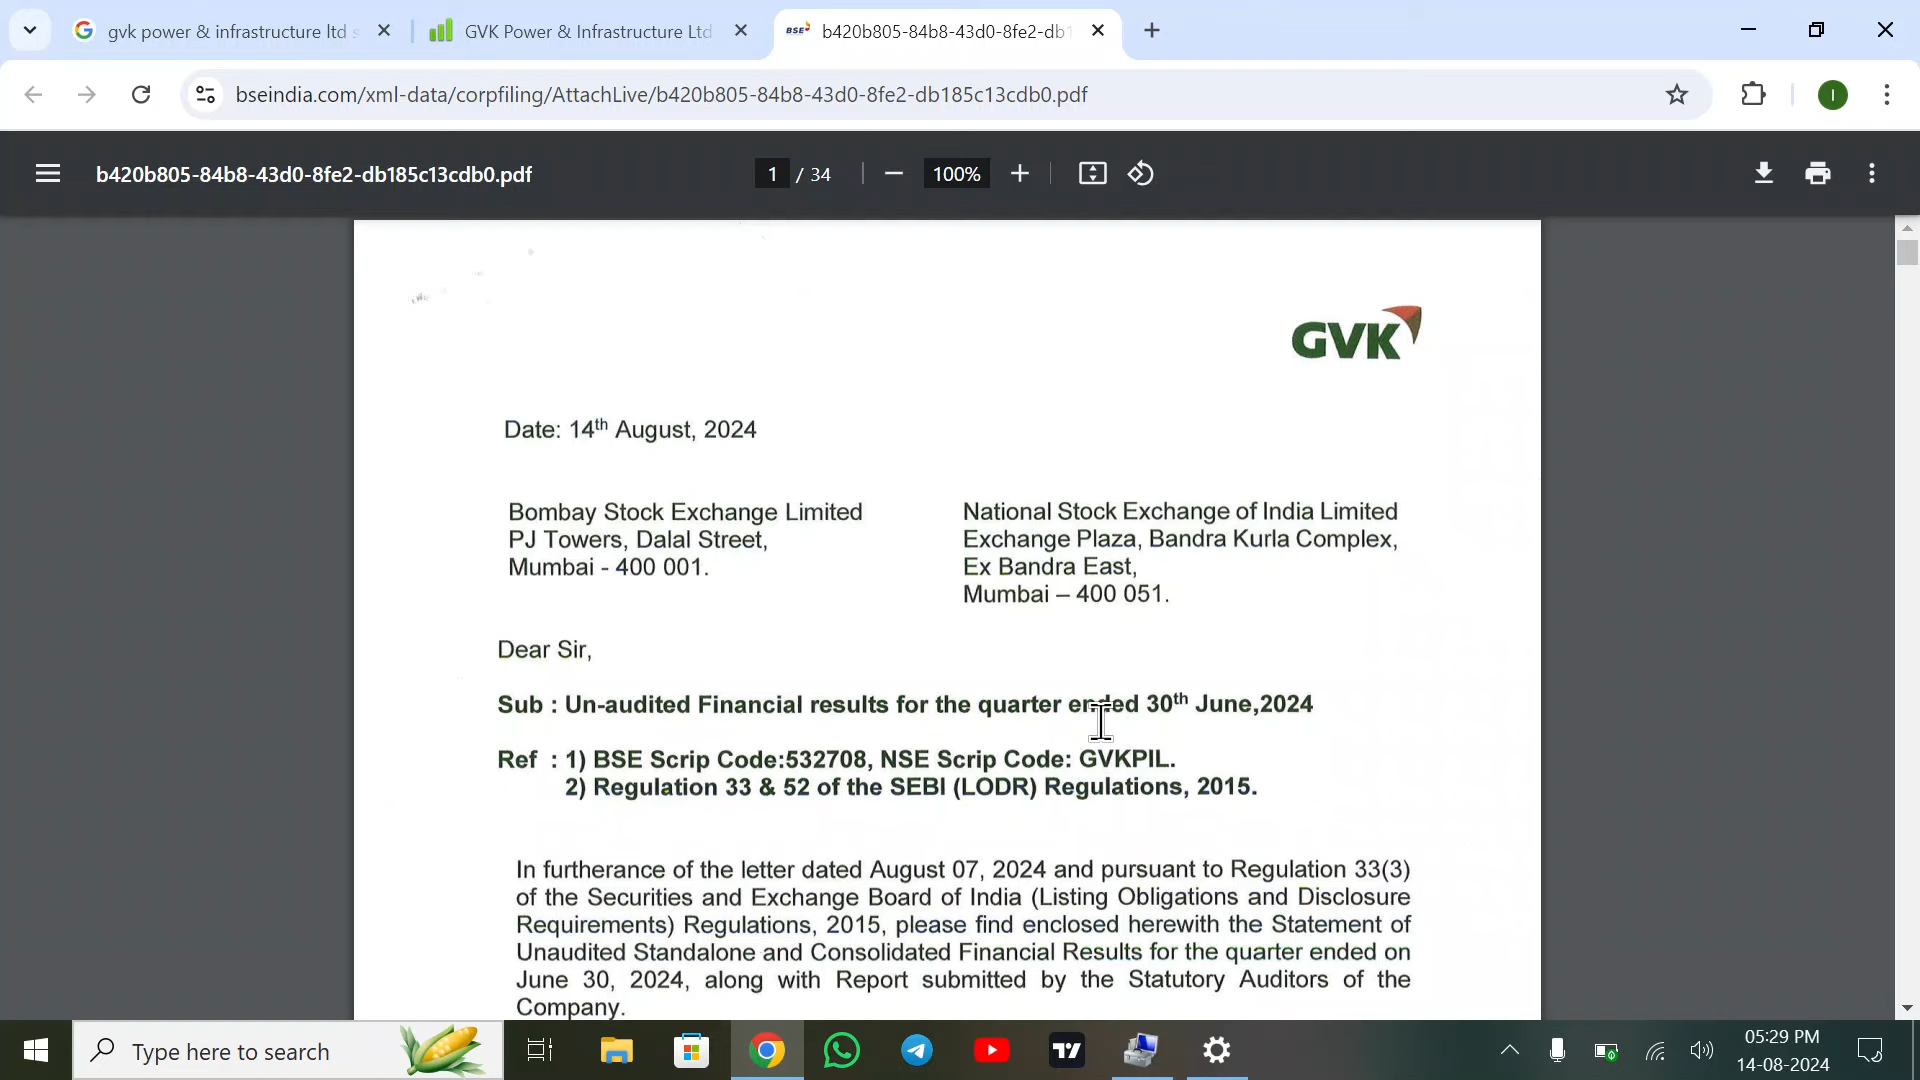 gvk power & infrastructure ltd s
GVK Power & Infrastructure Ltd
BSE
b420b805-84b8-43d0-8fe2-db1
bseindia.com/xml-data/corpfiling/AttachLive/b420b805-84b8-43d0-8fe2-db185c13cdb0.pdf
I
b420b805-84b8-43d0-8fe2-db185c13cdb0.pdf
1 / 34
100%
GVK
Date: 14th August, 2024
Bombay Stock Exchange Limited
PJ Towers, Dalal Street,
Mumbai - 400 001.
National Stock Exchange of India Limited
Exchange Plaza, Bandra Kurla Complex,
Ex Bandra East,
Mumbai – 400 051.
Dear Sir,
Sub : Un-audited Financial results for the quarter ended 30th June,2024
Ref : 1) BSE Scrip Code:532708, NSE Scrip Code: GVKPIL.
2) Regulation 33 & 52 of the SEBI (LODR) Regulations, 2015.
In furtherance of the letter dated August 07, 2024 and pursuant to Regulation 33(3)
of the Securities and Exchange Board of India (Listing Obligations and Disclosure
Requirements) Regulations, 2015, please find enclosed herewith the Statement of
Unaudited Standalone and Consolidated Financial Results for the quarter ended on
June 30, 2024, along with Report submitted by the Statutory Auditors of the
Company.
Type here to search
05:29 PM
14-08-2024